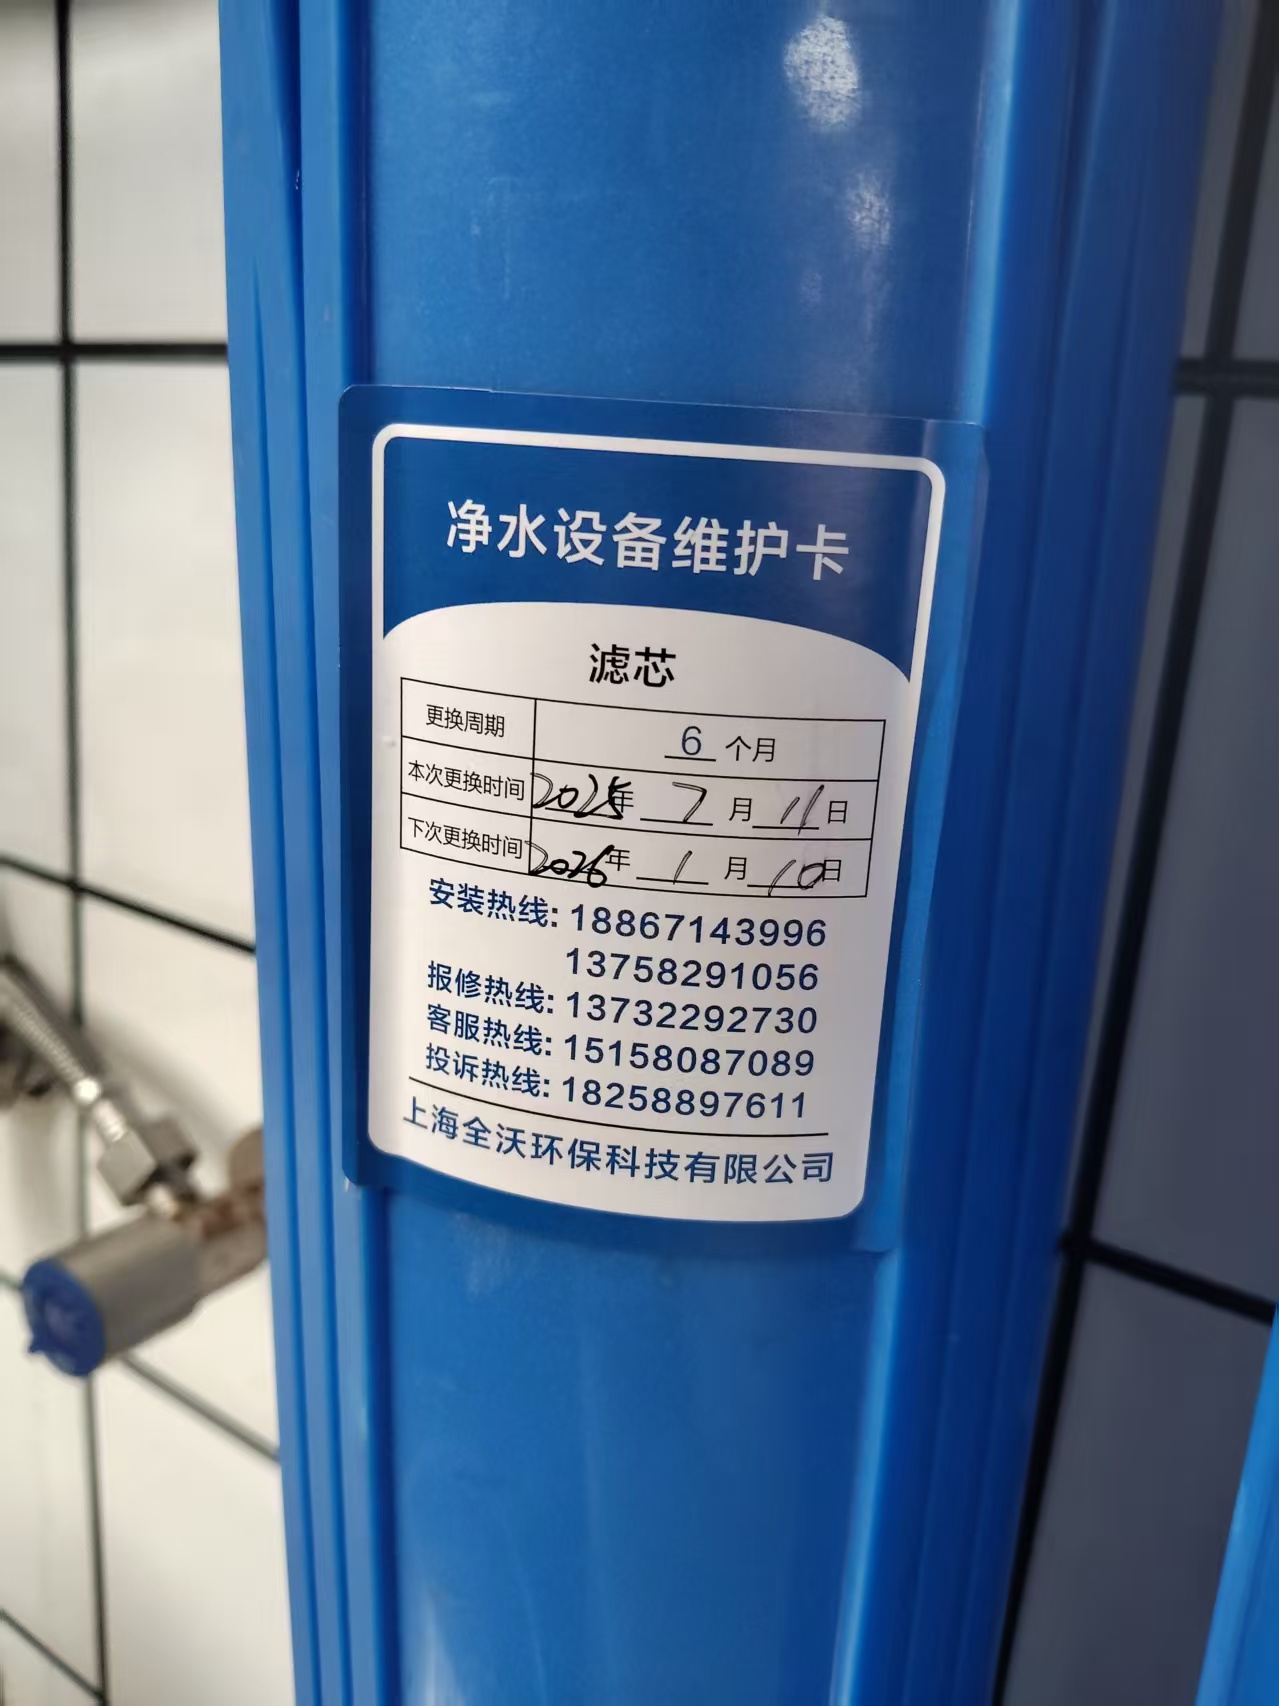 净水设备维护卡
滤芯
更换周期 6 个月
本次更换时间 2025年 7 月 11 日
下次更换时间 2026年 1 月 10 日
安装热线: 18867143996
13758291056
报修热线: 13732292730
客服热线: 15158087089
投诉热线: 18258897611
上海全沃环保科技有限公司